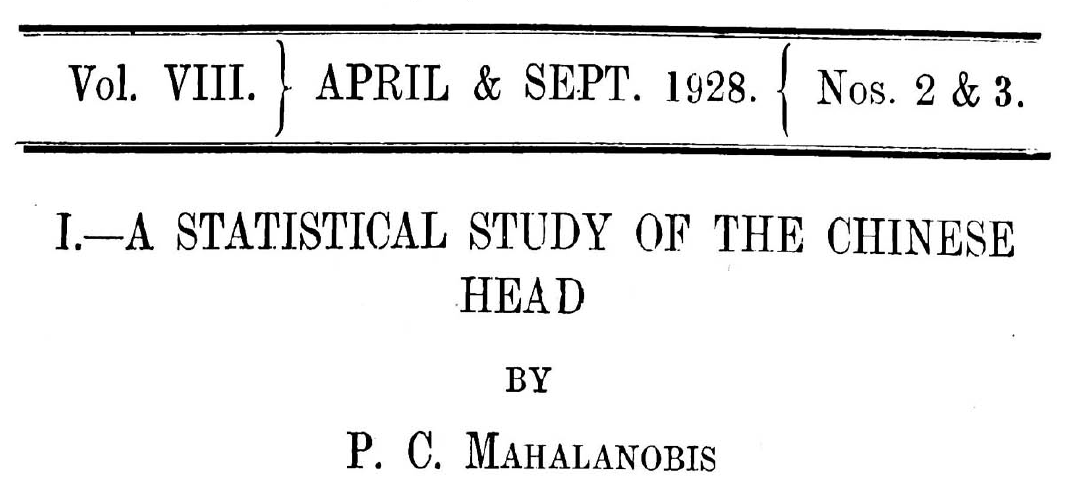 Vol. VIII. } APRIL & SEPT. 1928. { Nos. 2 & 3.
I.—A STATISTICAL STUDY OF THE CHINESE
HEAD
BY
P. C. MAHALANOBIS